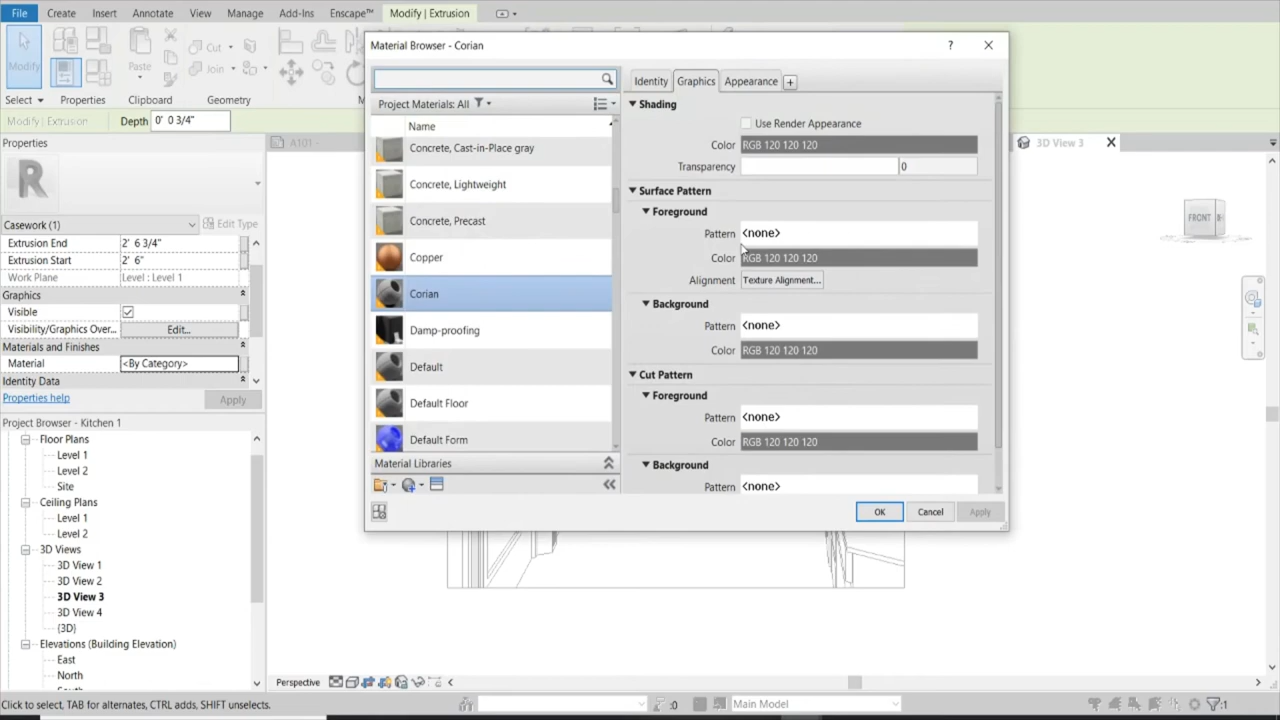 File Create Insert Annotate View Manage Add-Ins Enscape™ Modify | Extrusion
Modify
Paste
Cut
Join
Select Properties Clipboard Geometry
Modify | Extrusion Depth 0' 0 3/4"
Properties
R
Casework (1) Edit Type
Extrusion End 2' 6 3/4"
Extrusion Start 2' 6"
Work Plane Level : Level 1
Graphics
Visible
Visibility/Graphics Over... Edit...
Materials and Finishes
Material <By Category>
Identity Data
Properties help Apply
Project Browser - Kitchen 1
Floor Plans
Level 1
Level 2
Site
Ceiling Plans
Level 1
Level 2
3D Views
3D View 1
3D View 2
3D View 3
3D View 4
{3D}
Elevations (Building Elevation)
East
North
A101 -
3D View 3
FRONT
Material Browser - Corian
?
Project Materials: All
Name
Concrete, Cast-in-Place gray
Concrete, Lightweight
Concrete, Precast
Copper
Corian
Damp-proofing
Default
Default Floor
Default Form
Material Libraries
Identity Graphics Appearance +
Shading
Use Render Appearance
Color RGB 120 120 120
Transparency 0
Surface Pattern
Foreground
Pattern <none>
Color RGB 120 120 120
Alignment Texture Alignment...
Background
Pattern <none>
Color RGB 120 120 120
Cut Pattern
Foreground
Pattern <none>
Color RGB 120 120 120
Background
Pattern <none>
OK Cancel Apply
Perspective
Click to select, TAB for alternates, CTRL adds, SHIFT unselects.
:0
Main Model
:1